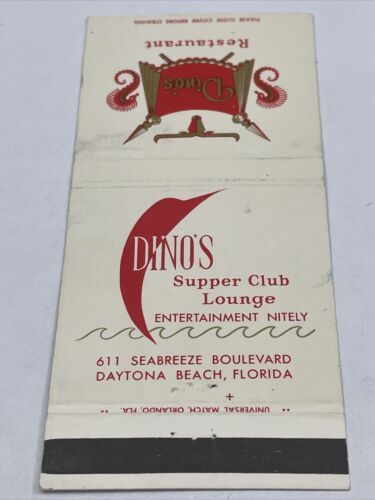 PLEASE CLOSE COVER BEFORE STRIKING
Restaurant
Dino's
DINO'S
Supper Club
Lounge
ENTERTAINMENT NITELY
611 SEABREEZE BOULEVARD
DAYTONA BEACH, FLORIDA
UNIVERSAL MATCH, ORLANDO, FLA.